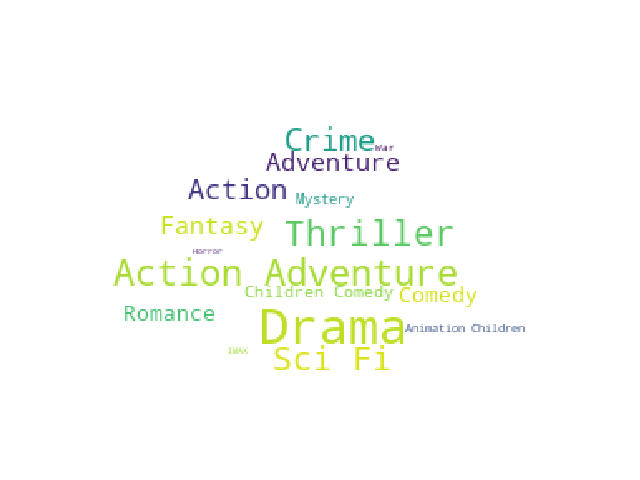 Crime
War
Adventure
Action
Mystery
Fantasy
Thriller
Horror
Action Adventure
Children Comedy
Comedy
Romance
Drama
Animation Children
IMAX
Sci Fi